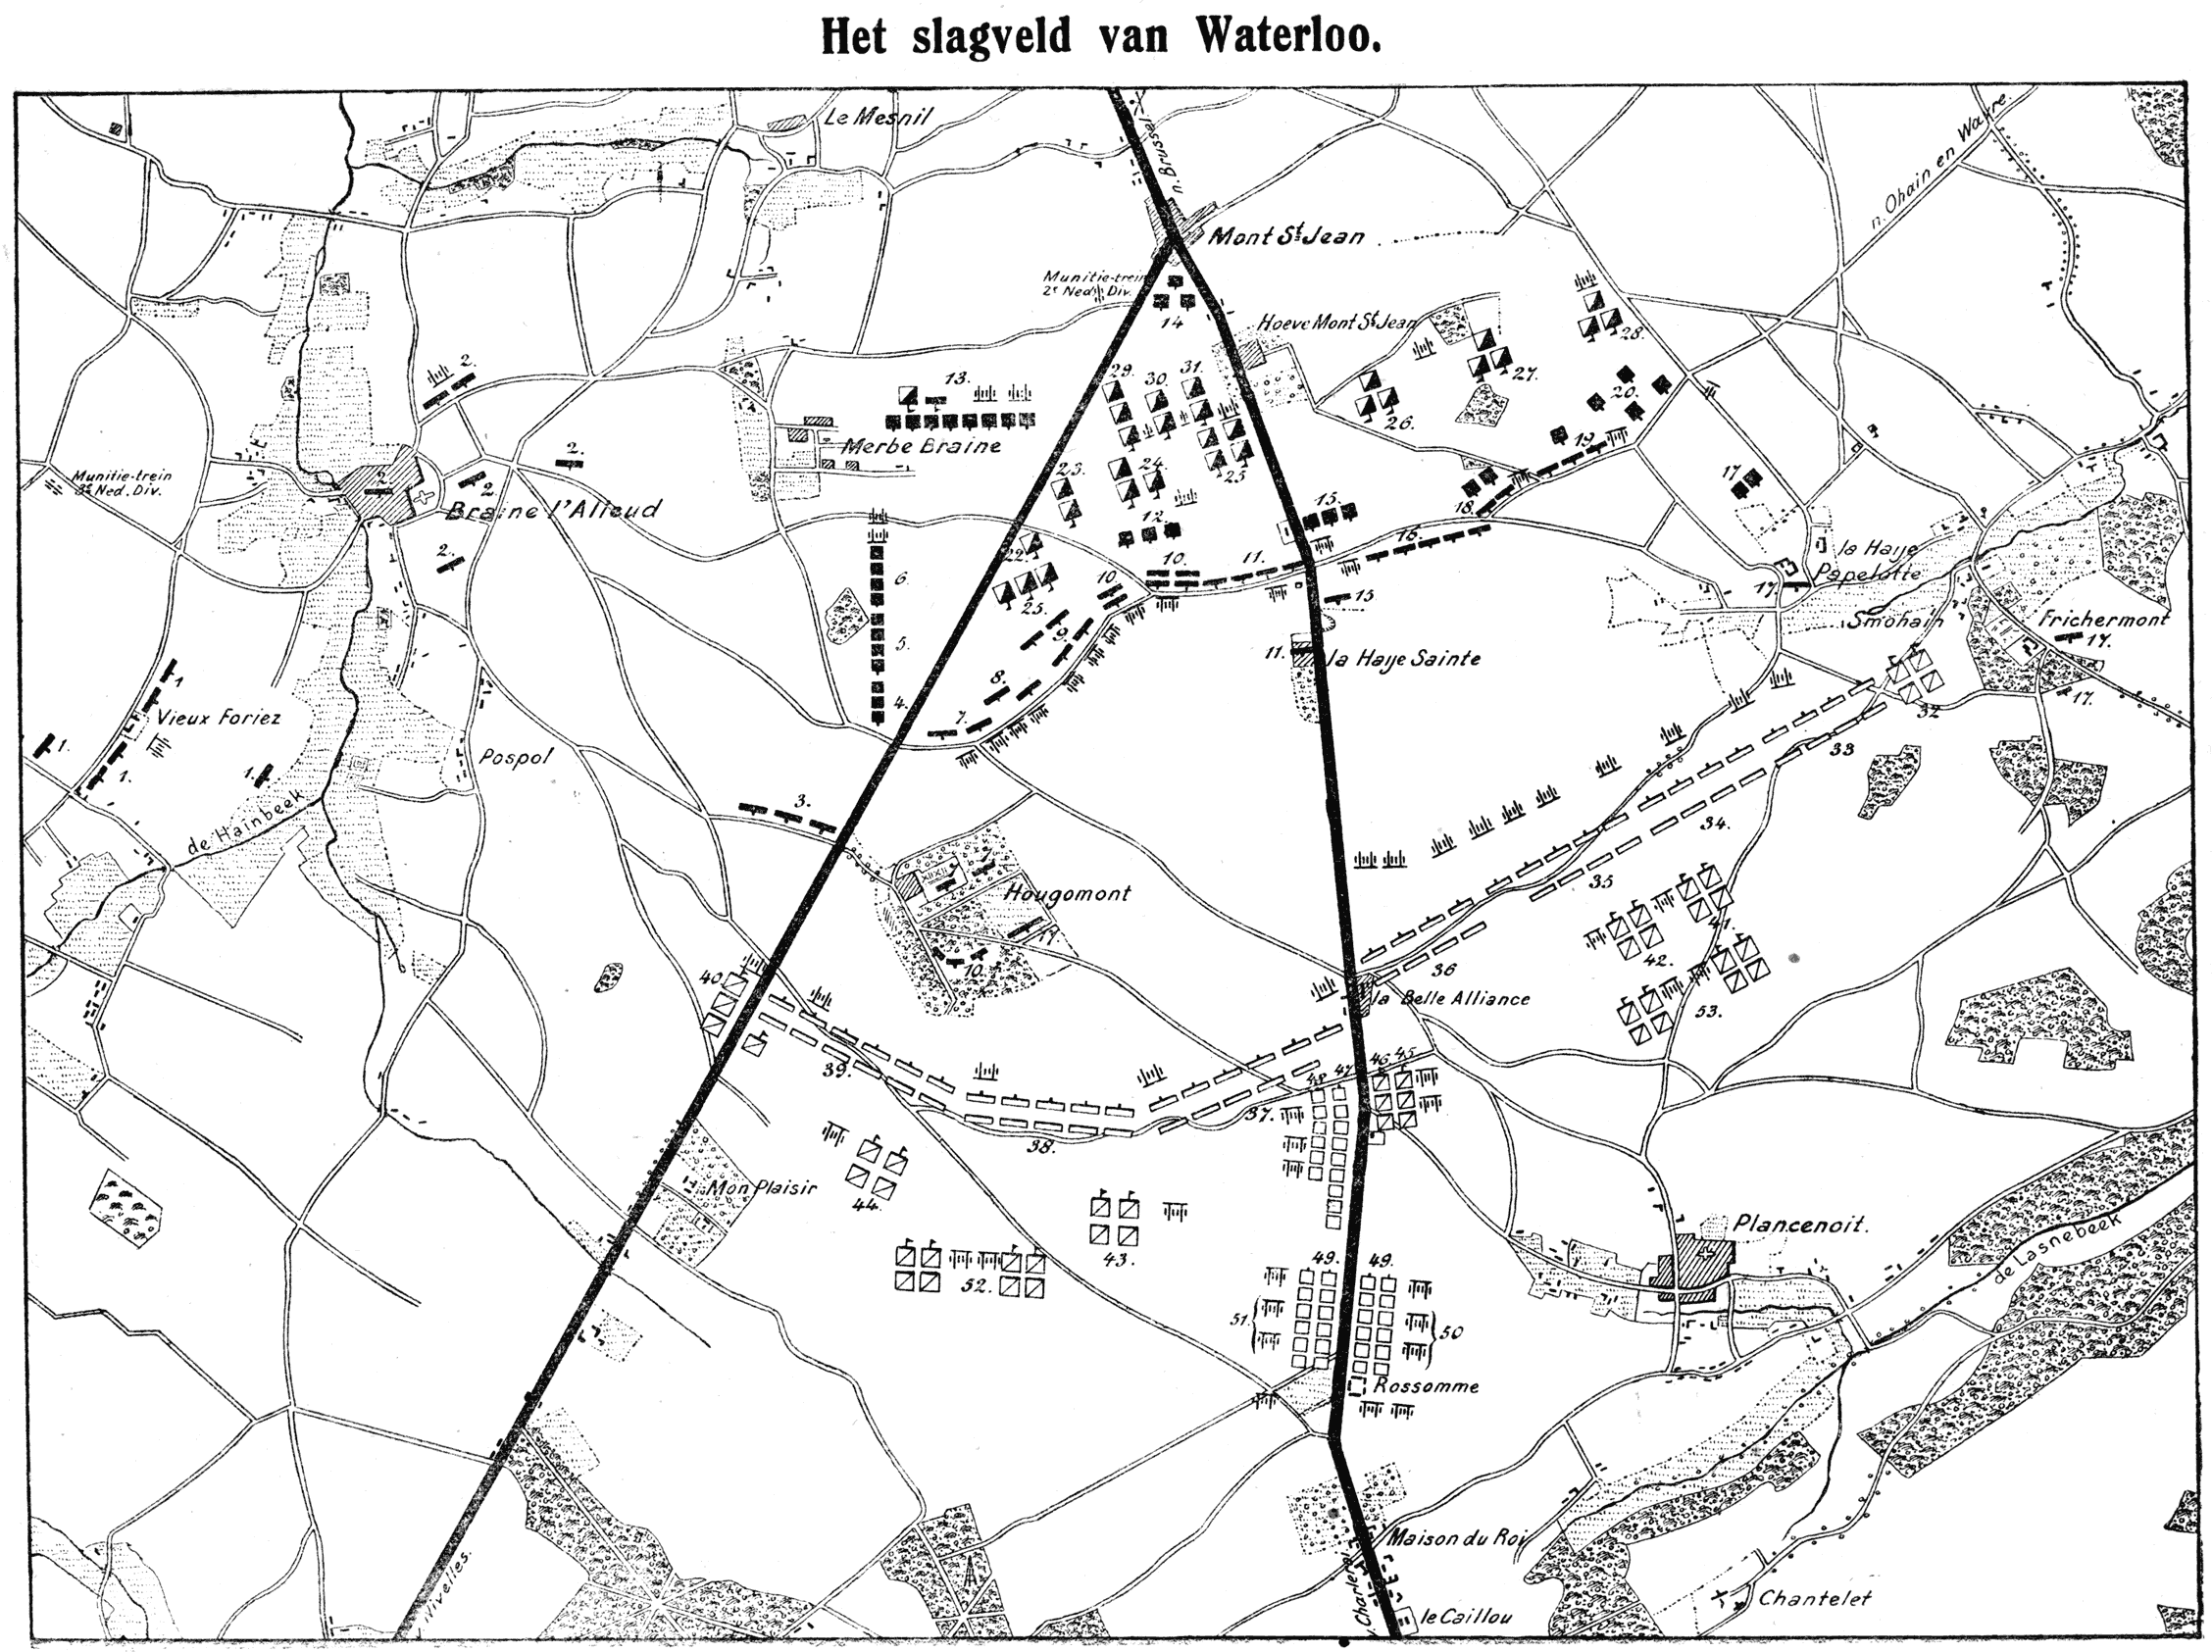 Het slagveld van Waterloo.
Le Mesnil
n. Brussel
n. Ohain en Wavre
Mont St Jean
Munitie-trein
2e Ned. Div.
14
Hoeve Mont St Jean
28.
27.
2.
13.
29.
30.
31.
26.
20.
Merbe Braine
19.
Munitie-trein
3e Ned. Div.
2.
2.
2.
Braine l'Alleud
23.
24.
25
17
15.
18.
12.
16.
2.
22.
6.
10.
10.
11.
la Haye
Papelotte
17.
25.
15.
Smohain
Frichermont
17.
9.
5.
11.
la Haye Sainte
1
8.
4.
17.
32
Vieux Foriez
7.
1.
33
Pospol
1.
1.
3.
34.
de Hainbeek
35
Hougomont
41.
17.
36
42.
10.
40.
la Belle Alliance
53.
39.
48.
47.
46.
45.
37.
38.
Mon Plaisir
44.
Plancenoit.
43.
49.
49.
de Lasnebeek
52.
51.
50
Rossomme
Maison du Roi
n. Nivelles.
Charleroi
Chantelet
le Caillou